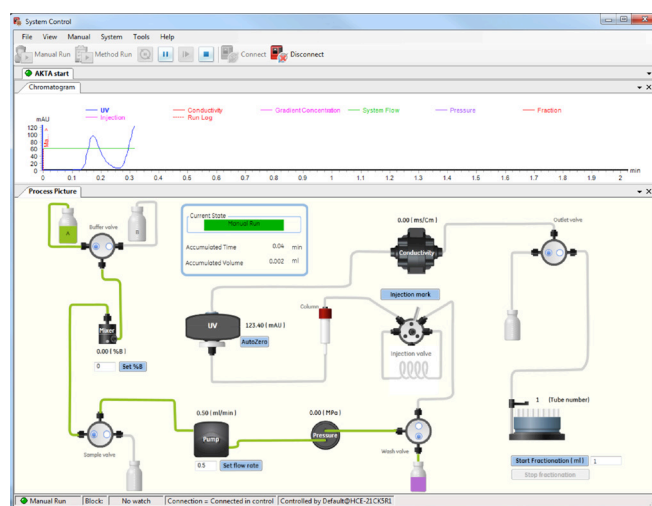 System Control
File View Manual System Tools Help
Manual Run Method Run Connect Disconnect
AKTA start
Chromatogram
UV Conductivity Gradient Concentration System Flow Pressure Fraction
Injection Run Log
mAU
120
100
80
60
40
20
0
0 0.1 0.2 0.3 0.4 0.5 0.6 0.7 0.8 0.9 1 1.1 1.2 1.3 1.4 1.5 1.6 1.7 1.8 1.9 2 min
Process Picture
Current State
Manual Run
Accumulated Time 0.04 min
Accumulated Volume 0.002 ml
A
B
Buffer valve
0.00 ( ms/Cm )
Conductivity
Outlet valve
Injection mark
Column
Mixer
UV
123.40 ( mAU )
AutoZero
Injection valve
0.00 ( %B )
0 Set %B
1 (Tube number)
0.50 ( ml/min )
0.00 ( MPa )
Pump
Pressure
Sample valve
Wash valve
0.5 Set flow rate
Start Fractionation ( ml ) 1
Stop fractionation
Manual Run Block: No watch Connection = Connected in control Controlled by Default@HCE-21CK5R1